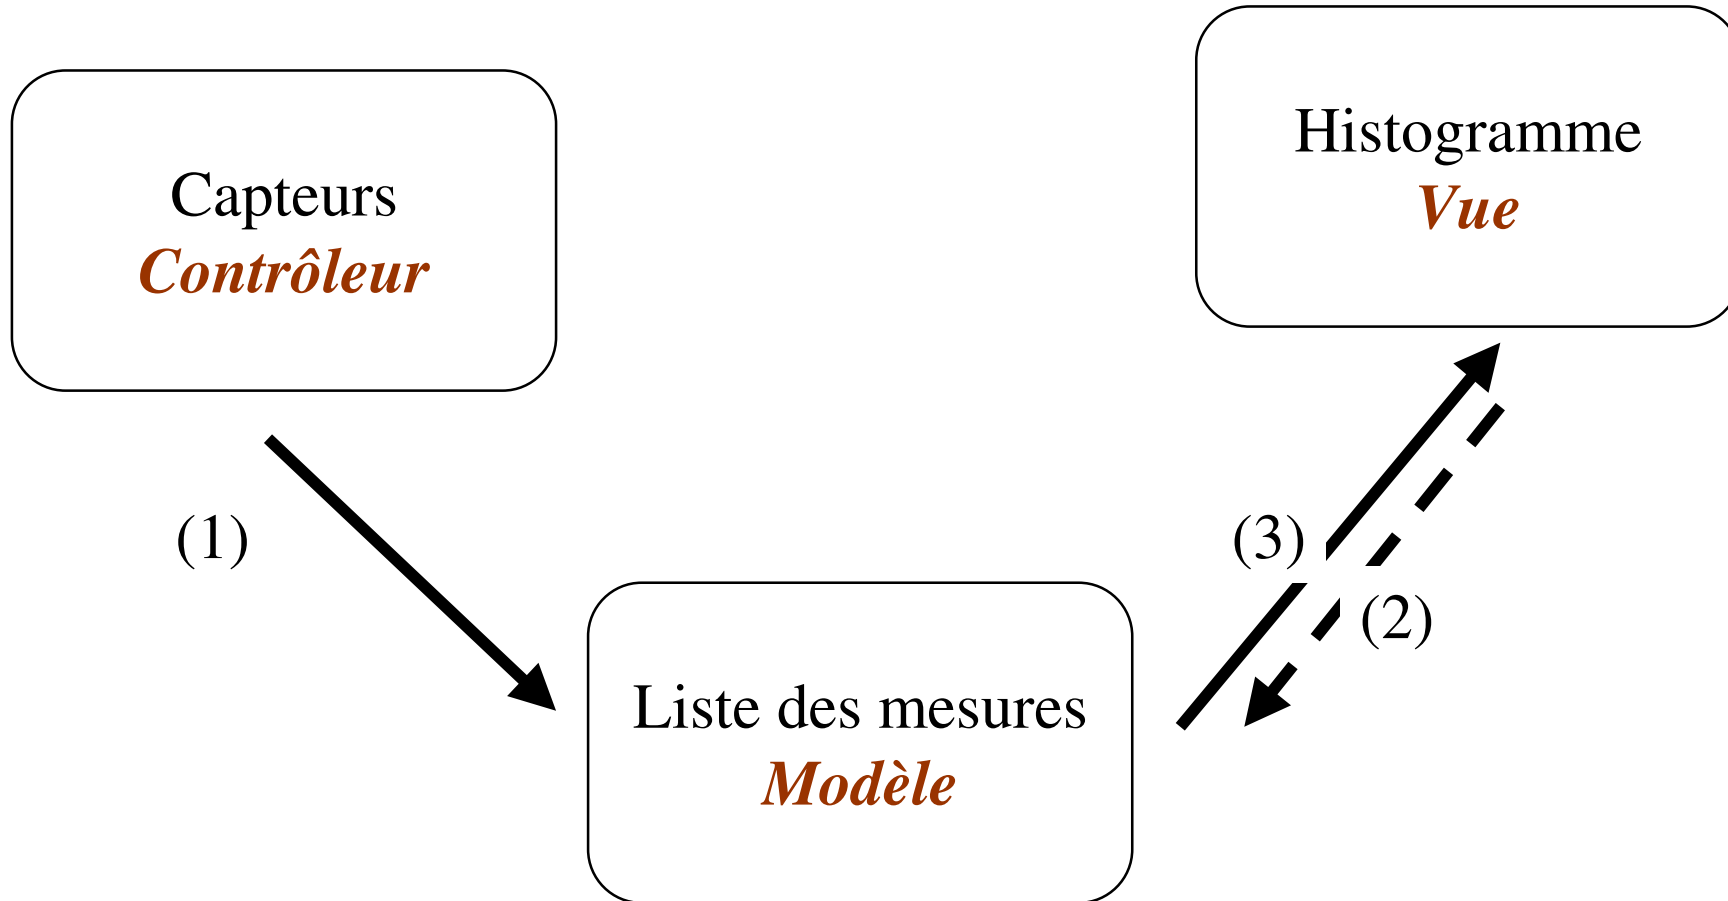 Capteurs
Contrôleur
Histogramme
Vue
(1)
(3)
(2)
Liste des mesures
Modèle